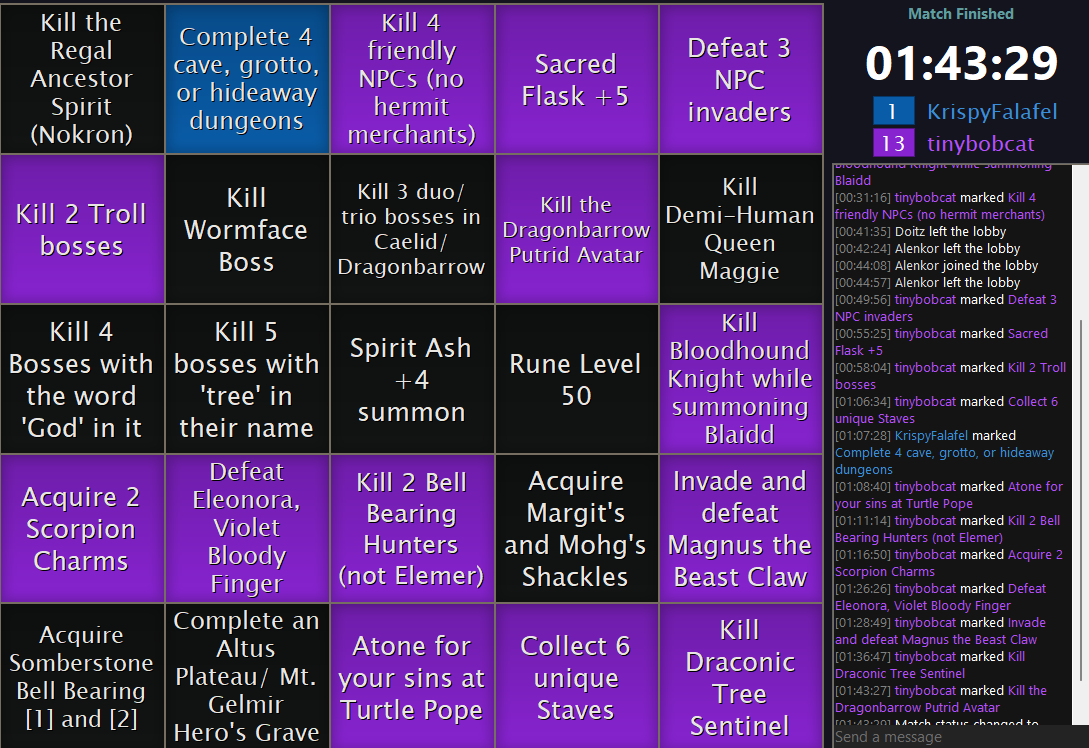 Kill the
Regal
Ancestor
Spirit
(Nokron)
Complete 4
cave, grotto,
or hideaway
dungeons
Kill 4
friendly
NPCs (no
hermit
merchants)
Sacred
Flask +5
Defeat 3
NPC
invaders
Kill 2 Troll
bosses
Kill
Wormface
Boss
Kill 3 duo/
trio bosses in
Caelid/
Dragonbarrow
Kill the
Dragonbarrow
Putrid Avatar
Kill
Demi-Human
Queen
Maggie
Kill 4
Bosses with
the word
'God' in it
Kill 5
bosses with
'tree' in
their name
Spirit Ash
+4
summon
Rune Level
50
Kill
Bloodhound
Knight while
summoning
Blaidd
Acquire 2
Scorpion
Charms
Defeat
Eleonora,
Violet
Bloody
Finger
Kill 2 Bell
Bearing
Hunters
(not Elemer)
Acquire
Margit's
and Mohg's
Shackles
Invade and
defeat
Magnus the
Beast Claw
Acquire
Somberstone
Bell Bearing
[1] and [2]
Complete an
Altus
Plateau/ Mt.
Gelmir
Hero's Grave
Atone for
your sins at
Turtle Pope
Collect 6
unique
Staves
Kill
Draconic
Tree
Sentinel
Match Finished
01:43:29
1 KrispyFalafel
13 tinybobcat
bloodhound Knight while summoning
Blaidd
[00:31:16] tinybobcat marked Kill 4
friendly NPCs (no hermit merchants)
[00:41:35] Doitz left the lobby
[00:42:24] Alenkor left the lobby
[00:44:08] Alenkor joined the lobby
[00:44:57] Alenkor left the lobby
[00:49:56] tinybobcat marked Defeat 3
NPC invaders
[00:55:25] tinybobcat marked Sacred
Flask +5
[00:58:04] tinybobcat marked Kill 2 Troll
bosses
[01:06:34] tinybobcat marked Collect 6
unique Staves
[01:07:28] KrispyFalafel marked
Complete 4 cave, grotto, or hideaway
dungeons
[01:08:40] tinybobcat marked Atone for
your sins at Turtle Pope
[01:11:14] tinybobcat marked Kill 2 Bell
Bearing Hunters (not Elemer)
[01:16:50] tinybobcat marked Acquire 2
Scorpion Charms
[01:26:26] tinybobcat marked Defeat
Eleonora, Violet Bloody Finger
[01:28:49] tinybobcat marked Invade
and defeat Magnus the Beast Claw
[01:36:47] tinybobcat marked Kill
Draconic Tree Sentinel
[01:43:27] tinybobcat marked Kill the
Dragonbarrow Putrid Avatar
[01:43:29] Match status changed to
Send a message